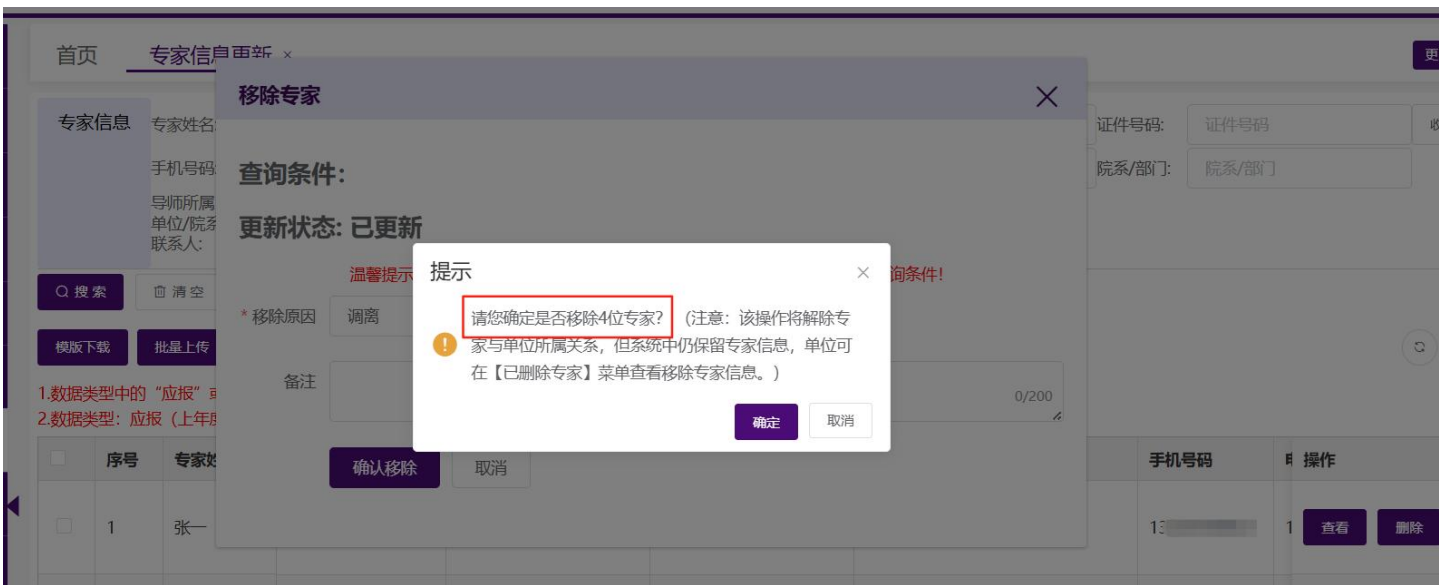 首页 专家信息更新 ×
更
移除专家
专家信息 专家姓名
证件号码: 证件号码
收
手机号码:
院系/部门: 院系/部门
查询条件:
导师所属
单位/院系
联系人:
更新状态: 已更新
温馨提示
询条件!
提示
搜索 清空
* 移除原因 调离
请您确定是否移除4位专家? (注意:该操作将解除专
家与单位所属关系,但系统中仍保留专家信息,单位可
在【已删除专家】菜单查看移除专家信息。)
模版下载 批量上传
备注
0/200
1.数据类型中的“应报”或
2.数据类型:应报(上年度
确定 取消
确认移除 取消
序号 专家姓
手机号码
操作
1 张一
13
1
查看 删除